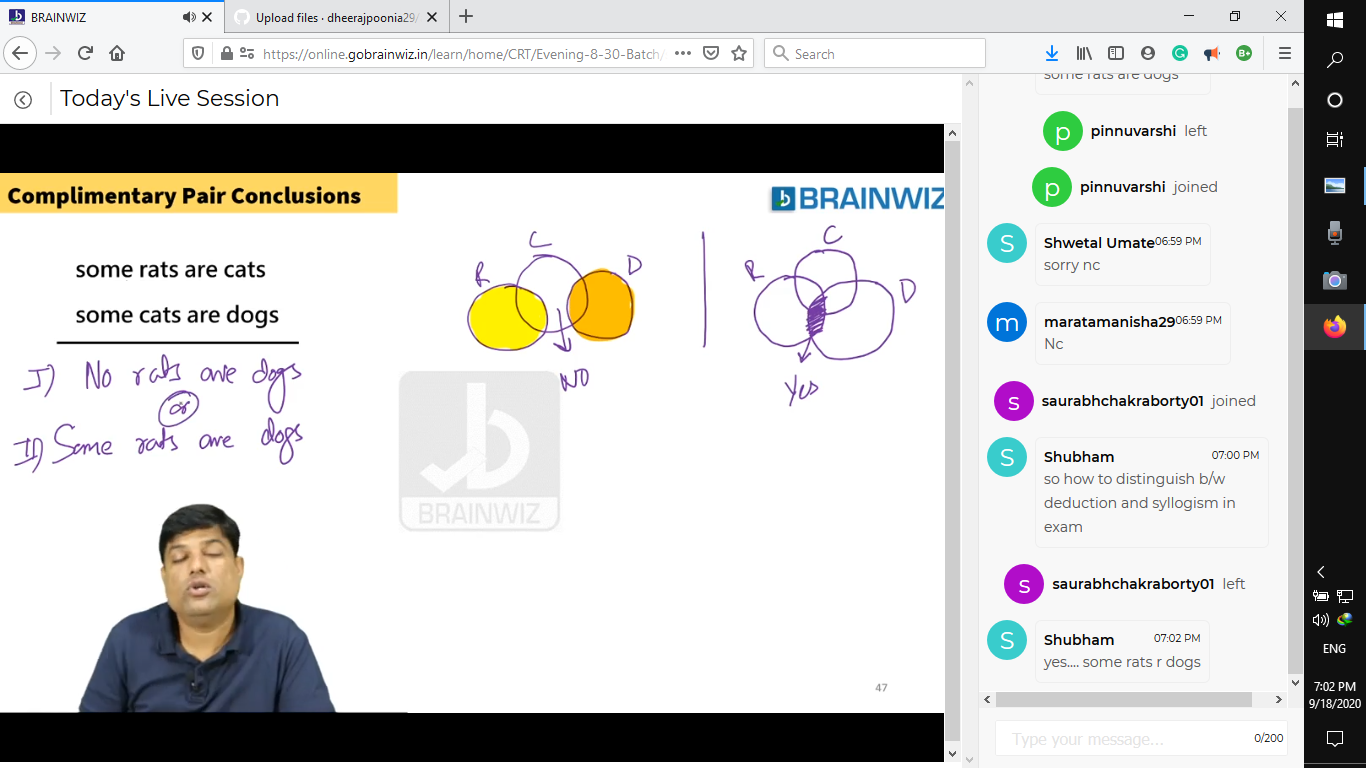 BRAINWIZ
Upload files · dheerajpoonia29/
https://online.gobrainwiz.in/learn/home/CRT/Evening-8-30-Batch/
Search
Today's Live Session
Complimentary Pair Conclusions
BRAINWIZ
some rats are cats
some cats are dogs
I) No rats are dogs
or
II) Some rats are dogs
R
C
D
NO
R
C
D
Yes
b
BRAINWIZ
47
some rats are dogs
p
pinnuvarshi left
p
pinnuvarshi joined
S
Shwetal Umate 06:59 PM
sorry nc
m
maratamanisha29 06:59 PM
Nc
s
saurabhchakraborty01 joined
S
Shubham 07:00 PM
so how to distinguish b/w
deduction and syllogism in
exam
s
saurabhchakraborty01 left
S
Shubham 07:02 PM
yes.... some rats r dogs
Type your message...
0/200
B+
ENG
7:02 PM
9/18/2020